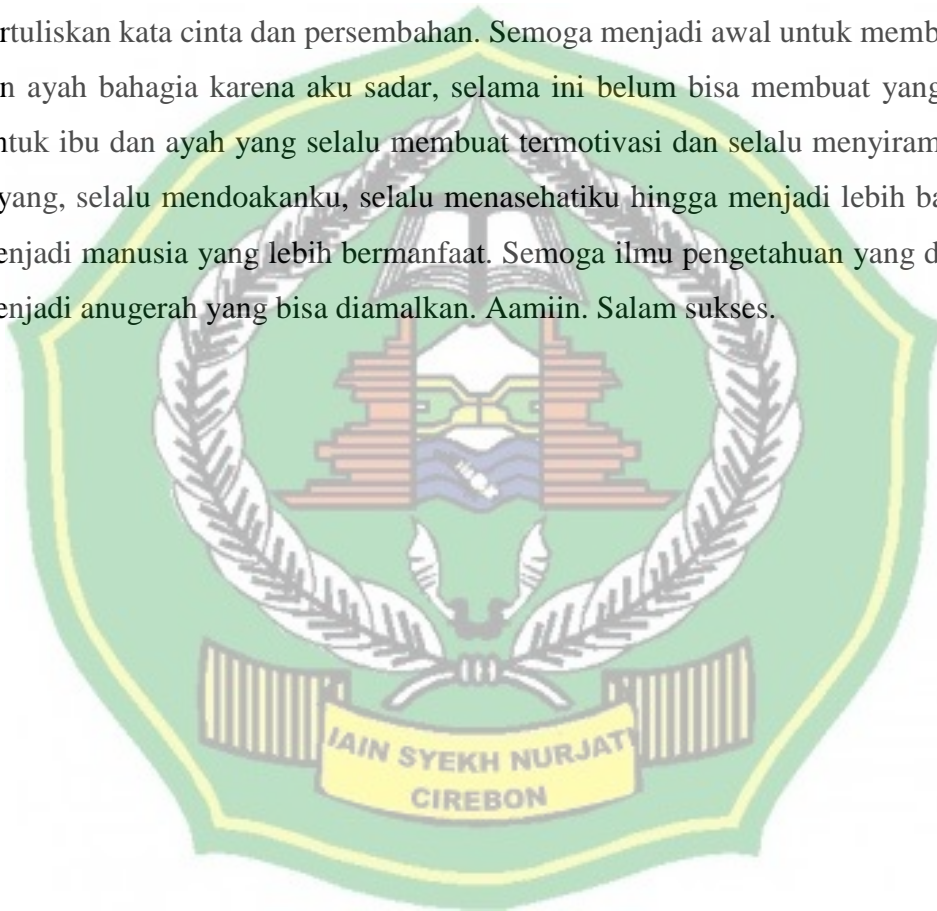 rtuliskan kata cinta dan persembahan. Semoga menjadi awal untuk memb
n ayah bahagia karena aku sadar, selama ini belum bisa membuat yang
ntuk ibu dan ayah yang selalu membuat termotivasi dan selalu menyiram
yang, selalu mendoakanku, selalu menasehatiku hingga menjadi lebih ba
enjadi manusia yang lebih bermanfaat. Semoga ilmu pengetahuan yang d
enjadi anugerah yang bisa diamalkan. Aamiin. Salam sukses.
IAIN SYEKH NURJATI
CIREBON